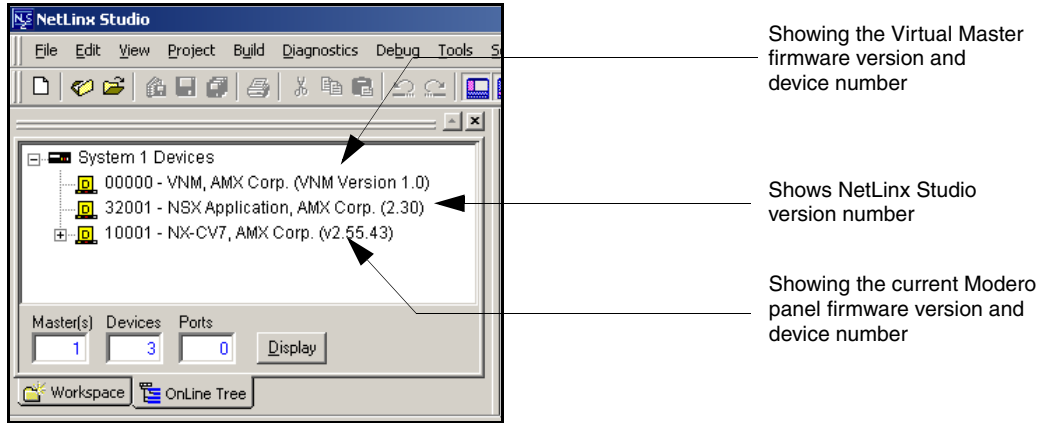 NetLinx Studio
File Edit View Project Build Diagnostics Debug Tools
System 1 Devices
00000 - VNM, AMX Corp. (VNM Version 1.0)
32001 - NSX Application, AMX Corp. (2.30)
10001 - NX-CV7, AMX Corp. (v2.55.43)
Master(s) Devices Ports
1 3 0 Display
Workspace OnLine Tree
Showing the Virtual Master
firmware version and
device number
Shows NetLinx Studio
version number
Showing the current Modero
panel firmware version and
device number